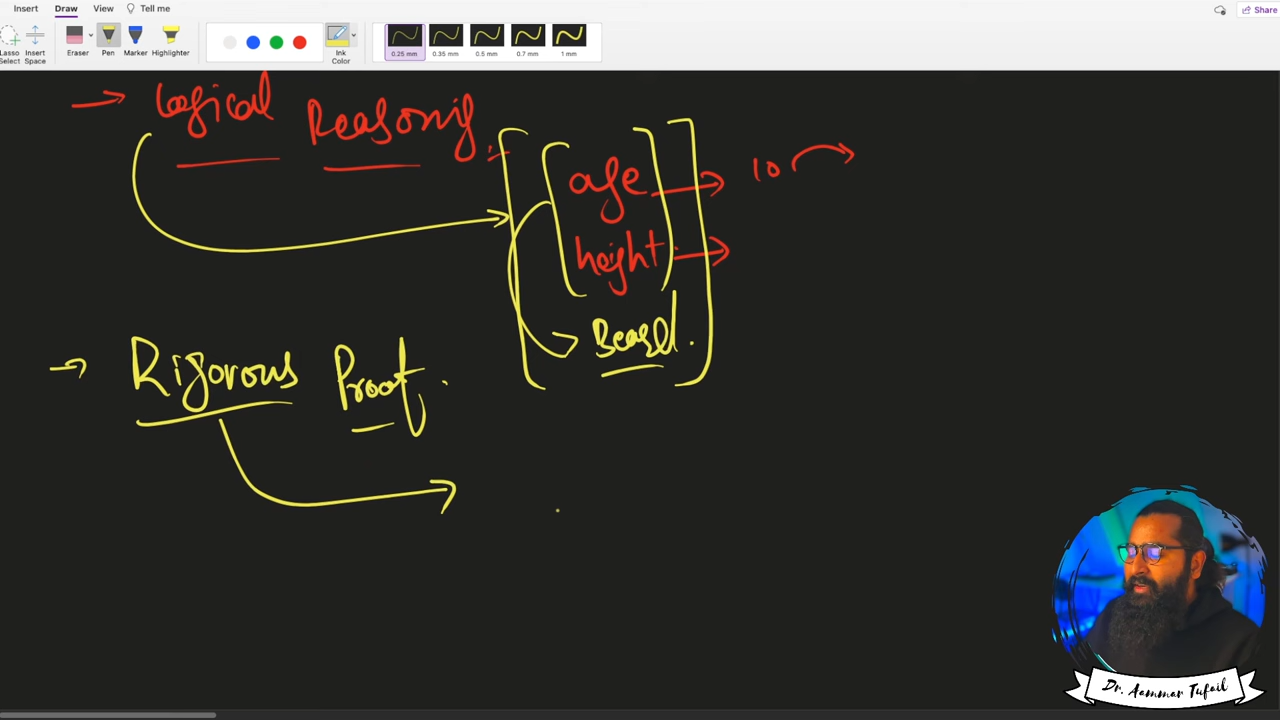 Insert Draw View Tell me
Share
Lasso Select
Insert Space
Eraser
Pen
Marker
Highlighter
Ink Color
0.25 mm
0.35 mm
0.5 mm
0.7 mm
1 mm
→ Logical Reasoning
age → 10
height →
Beard.
→ Rigorous Proof.
Dr. Aammar Tufail